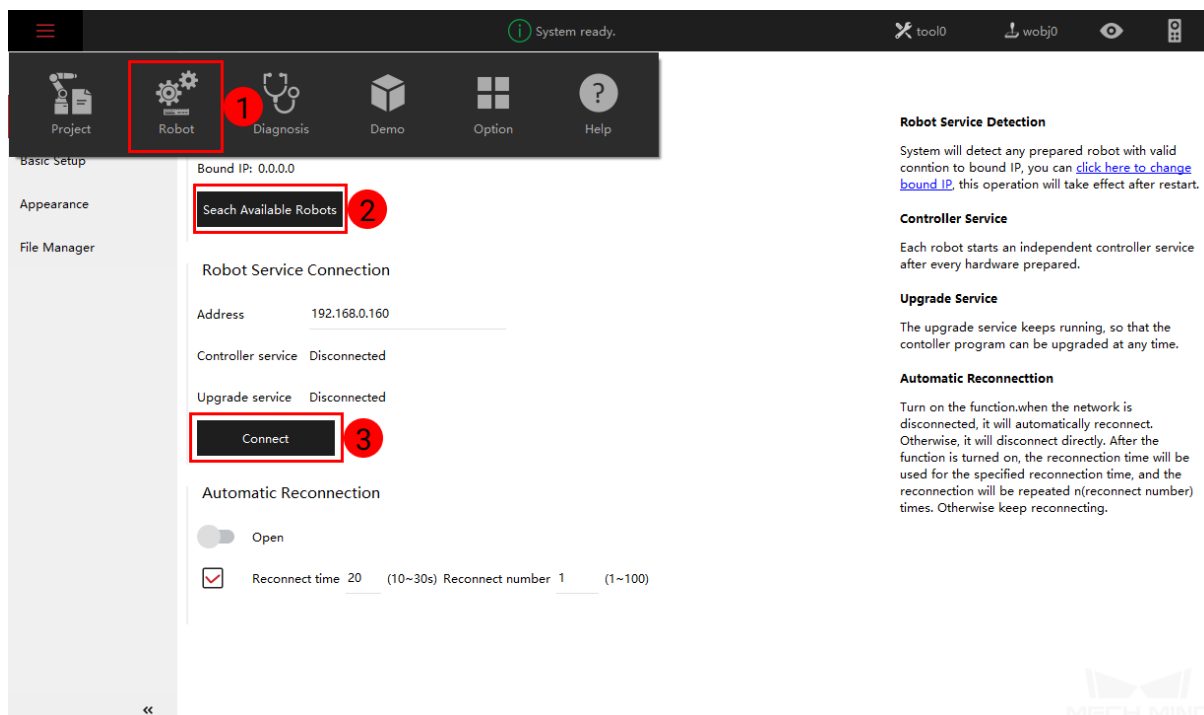 System ready.
tool0
wobj0
Project
Robot
1
Diagnosis
Demo
Option
Help
Basic Setup
Appearance
File Manager
Bound IP: 0.0.0.0
Seach Available Robots
2
Robot Service Connection
Address 192.168.0.160
Controller service Disconnected
Upgrade service Disconnected
Connect
3
Automatic Reconnection
Open
Reconnect time 20 (10~30s) Reconnect number 1 (1~100)
«
Robot Service Detection
System will detect any prepared robot with valid
conntion to bound IP, you can click here to change
bound IP, this operation will take effect after restart.
Controller Service
Each robot starts an independent controller service
after every hardware prepared.
Upgrade Service
The upgrade service keeps running, so that the
contoller program can be upgraded at any time.
Automatic Reconnecttion
Turn on the function.when the network is
disconnected, it will automatically reconnect.
Otherwise, it will disconnect directly. After the
function is turned on, the reconnection time will be
used for the specified reconnection time, and the
reconnection will be repeated n(reconnect number)
times. Otherwise keep reconnecting.
MECH MIND